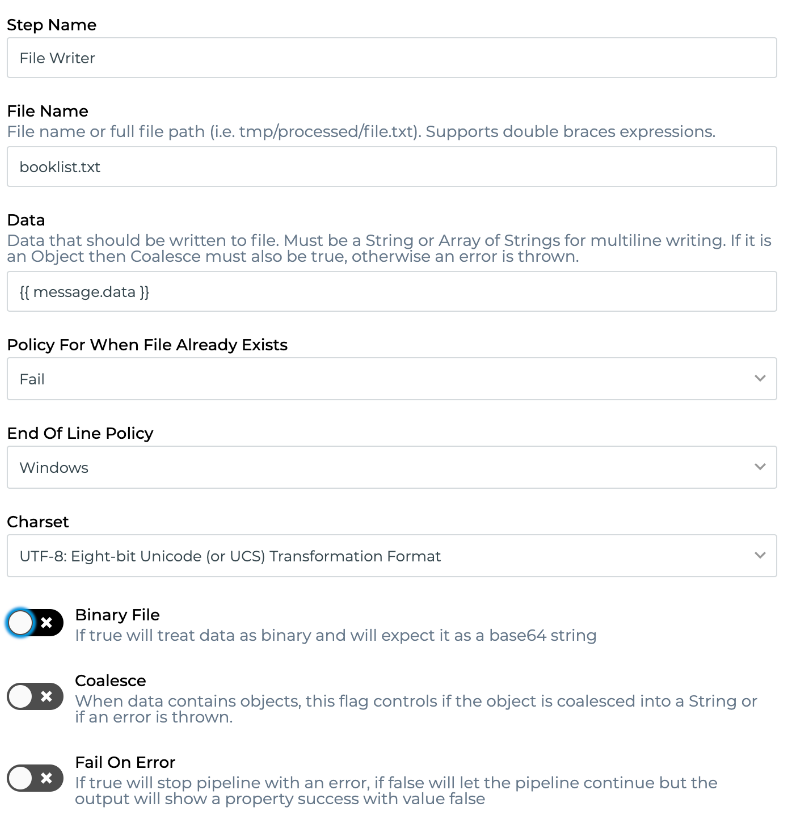 Step Name
File Writer
File Name
File name or full file path (i.e. tmp/processed/file.txt). Supports double braces expressions.
booklist.txt
Data
Data that should be written to file. Must be a String or Array of Strings for multiline writing. If it is
an Object then Coalesce must also be true, otherwise an error is thrown.
{{ message.data }}
Policy For When File Already Exists
Fail
End Of Line Policy
Windows
Charset
UTF-8: Eight-bit Unicode (or UCS) Transformation Format
Binary File
If true will treat data as binary and will expect it as a base64 string
Coalesce
When data contains objects, this flag controls if the object is coalesced into a String or
if an error is thrown.
Fail On Error
If true will stop pipeline with an error, if false will let the pipeline continue but the
output will show a property success with value false